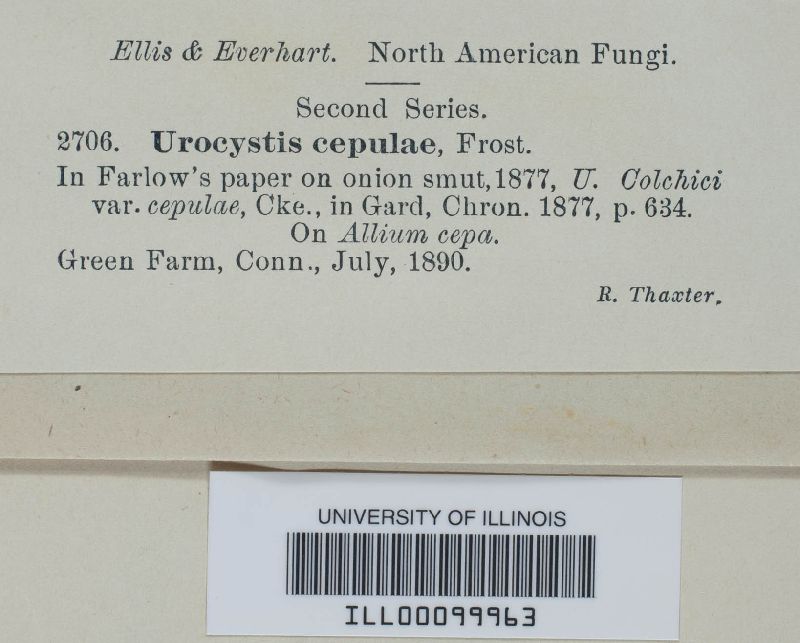 Ellis & Everhart. North American Fungi.
Second Series.
2706. Urocystis cepulae, Frost.
In Farlow's paper on onion smut, 1877, U. Colchici
var. cepulae, Cke., in Gard, Chron. 1877, p. 634.
On Allium cepa.
Green Farm, Conn., July, 1890.
R. Thaxter.
UNIVERSITY OF ILLINOIS
ILL00099963